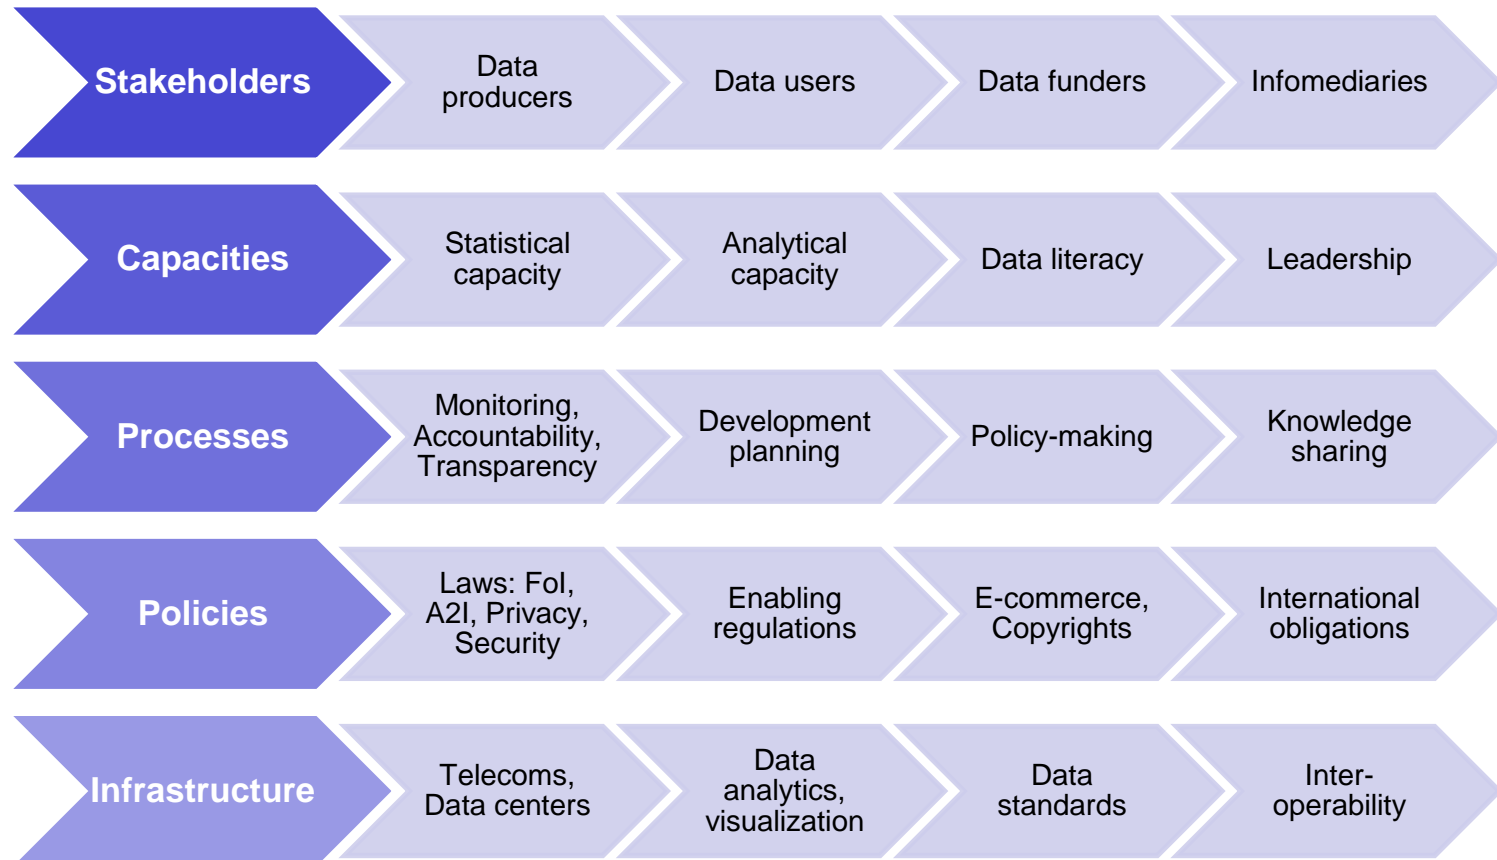 Stakeholders
Data
producers
Data users
Data funders
Infomediaries
Capacities
Statistical
capacity
Analytical
capacity
Data literacy
Leadership
Processes
Monitoring,
Accountability,
Transparency
Development
planning
Policy-making
Knowledge
sharing
Policies
Laws: FoI,
A2I, Privacy,
Security
Enabling
regulations
E-commerce,
Copyrights
International
obligations
Infrastructure
Telecoms,
Data centers
Data
analytics,
visualization
Data
standards
Inter-
operability